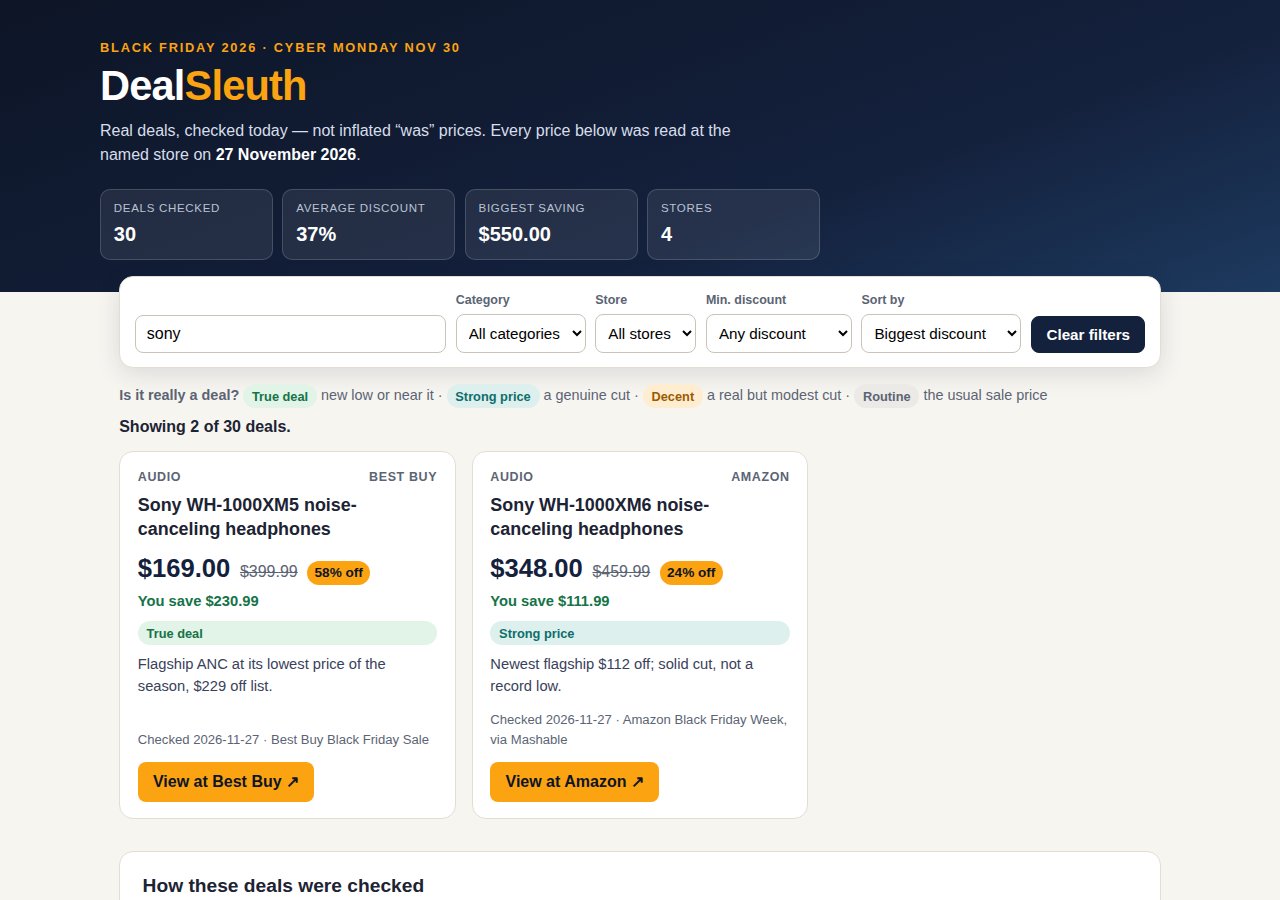 BLACK FRIDAY 2026 · CYBER MONDAY NOV 30
DealSleuth
Real deals, checked today — not inflated “was” prices. Every price below was read at the
named store on 27 November 2026.
DEALS CHECKED
30
AVERAGE DISCOUNT
37%
BIGGEST SAVING
$550.00
STORES
4
sony
Category
All categories
Store
All stores
Min. discount
Any discount
Sort by
Biggest discount
Clear filters
Is it really a deal? True deal new low or near it · Strong price a genuine cut · Decent a real but modest cut · Routine the usual sale price
Showing 2 of 30 deals.
AUDIO BEST BUY
Sony WH-1000XM5 noise-
canceling headphones
$169.00 $399.99 58% off
You save $230.99
True deal
Flagship ANC at its lowest price of the
season, $229 off list.
Checked 2026-11-27 · Best Buy Black Friday Sale
View at Best Buy ↗
AUDIO AMAZON
Sony WH-1000XM6 noise-
canceling headphones
$348.00 $459.99 24% off
You save $111.99
Strong price
Newest flagship $112 off; solid cut, not a
record low.
Checked 2026-11-27 · Amazon Black Friday Week,
via Mashable
View at Amazon ↗
How these deals were checked